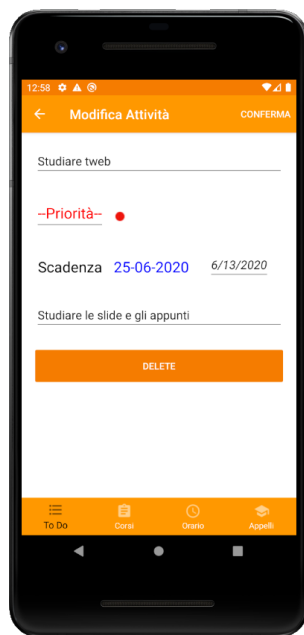 12:58
Modifica Attività CONFERMA
Studiare tweb
--Priorità--
Scadenza 25-06-2020 6/13/2020
Studiare le slide e gli appunti
DELETE
To Do Corsi Orario Appelli